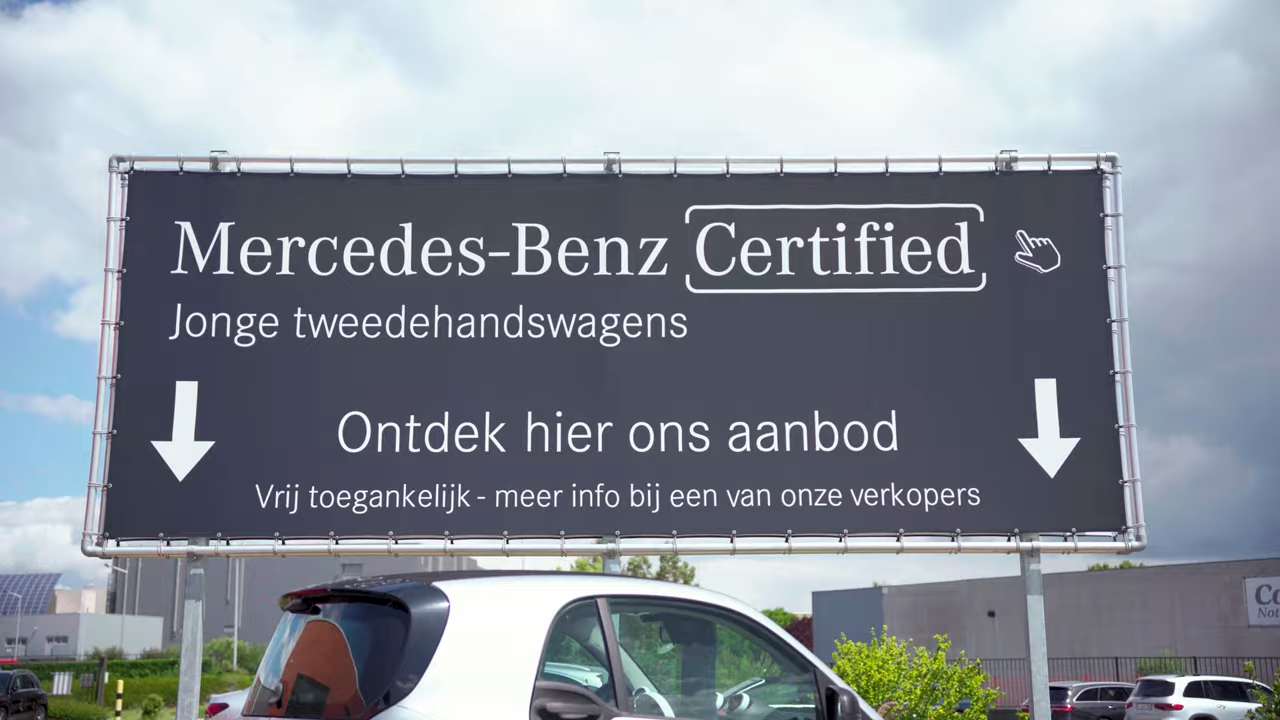 Mercedes-Benz Certified
Jonge tweedehandswagens
Ontdek hier ons aanbod
Vrij toegankelijk - meer info bij een van onze verkopers